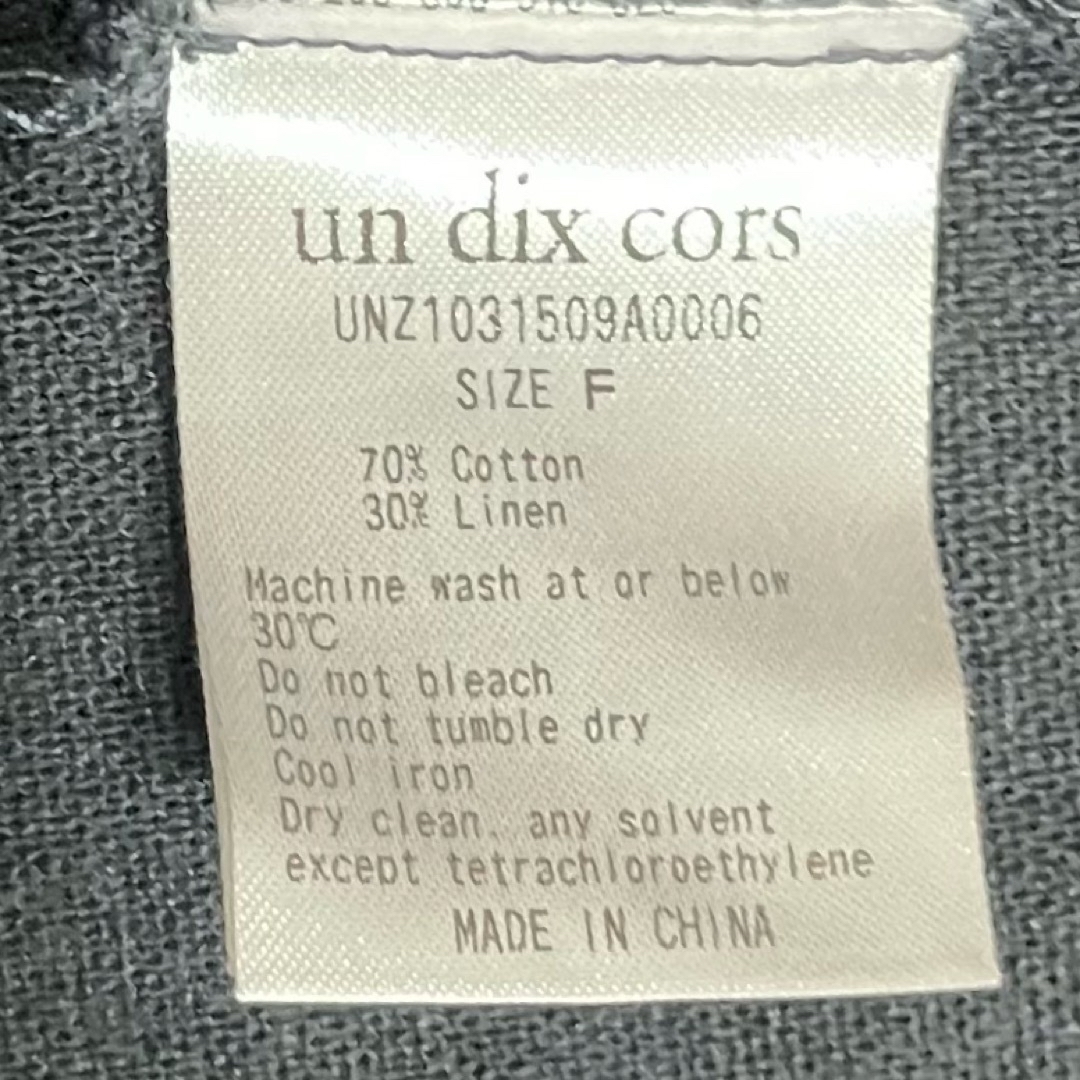 un dix cors
UNZ1031509A0006
SIZE F
70% Cotton
30% Linen
Machine wash at or below
30℃
Do not bleach
Do not tumble dry
Cool iron
Dry clean, any solvent
except tetrachloroethylene
MADE IN CHINA